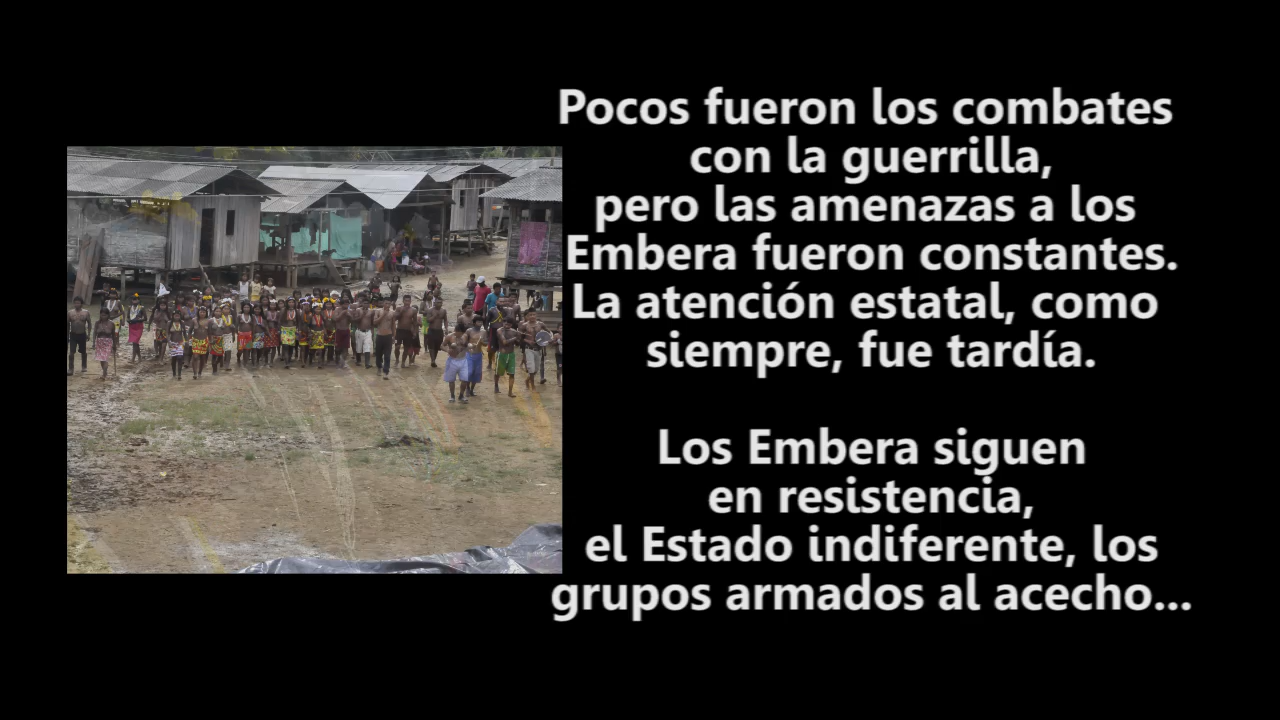 Pocos fueron los combates
con la guerrilla,
pero las amenazas a los
Embera fueron constantes.
La atención estatal, como
siempre, fue tardía.
Los Embera siguen
en resistencia,
el Estado indiferente, los
grupos armados al acecho...